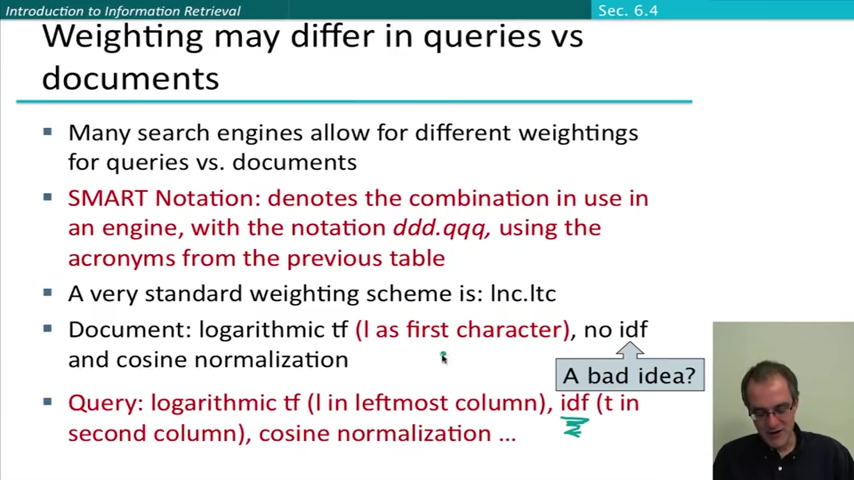 Introduction to Information Retrieval
Sec. 6.4
Weighting may differ in queries vs
documents
Many search engines allow for different weightings
for queries vs. documents
SMART Notation: denotes the combination in use in
an engine, with the notation ddd.qqq, using the
acronyms from the previous table
A very standard weighting scheme is: lnc.ltc
Document: logarithmic tf (l as first character), no idf
and cosine normalization
A bad idea?
Query: logarithmic tf (l in leftmost column), idf (t in
second column), cosine normalization ...